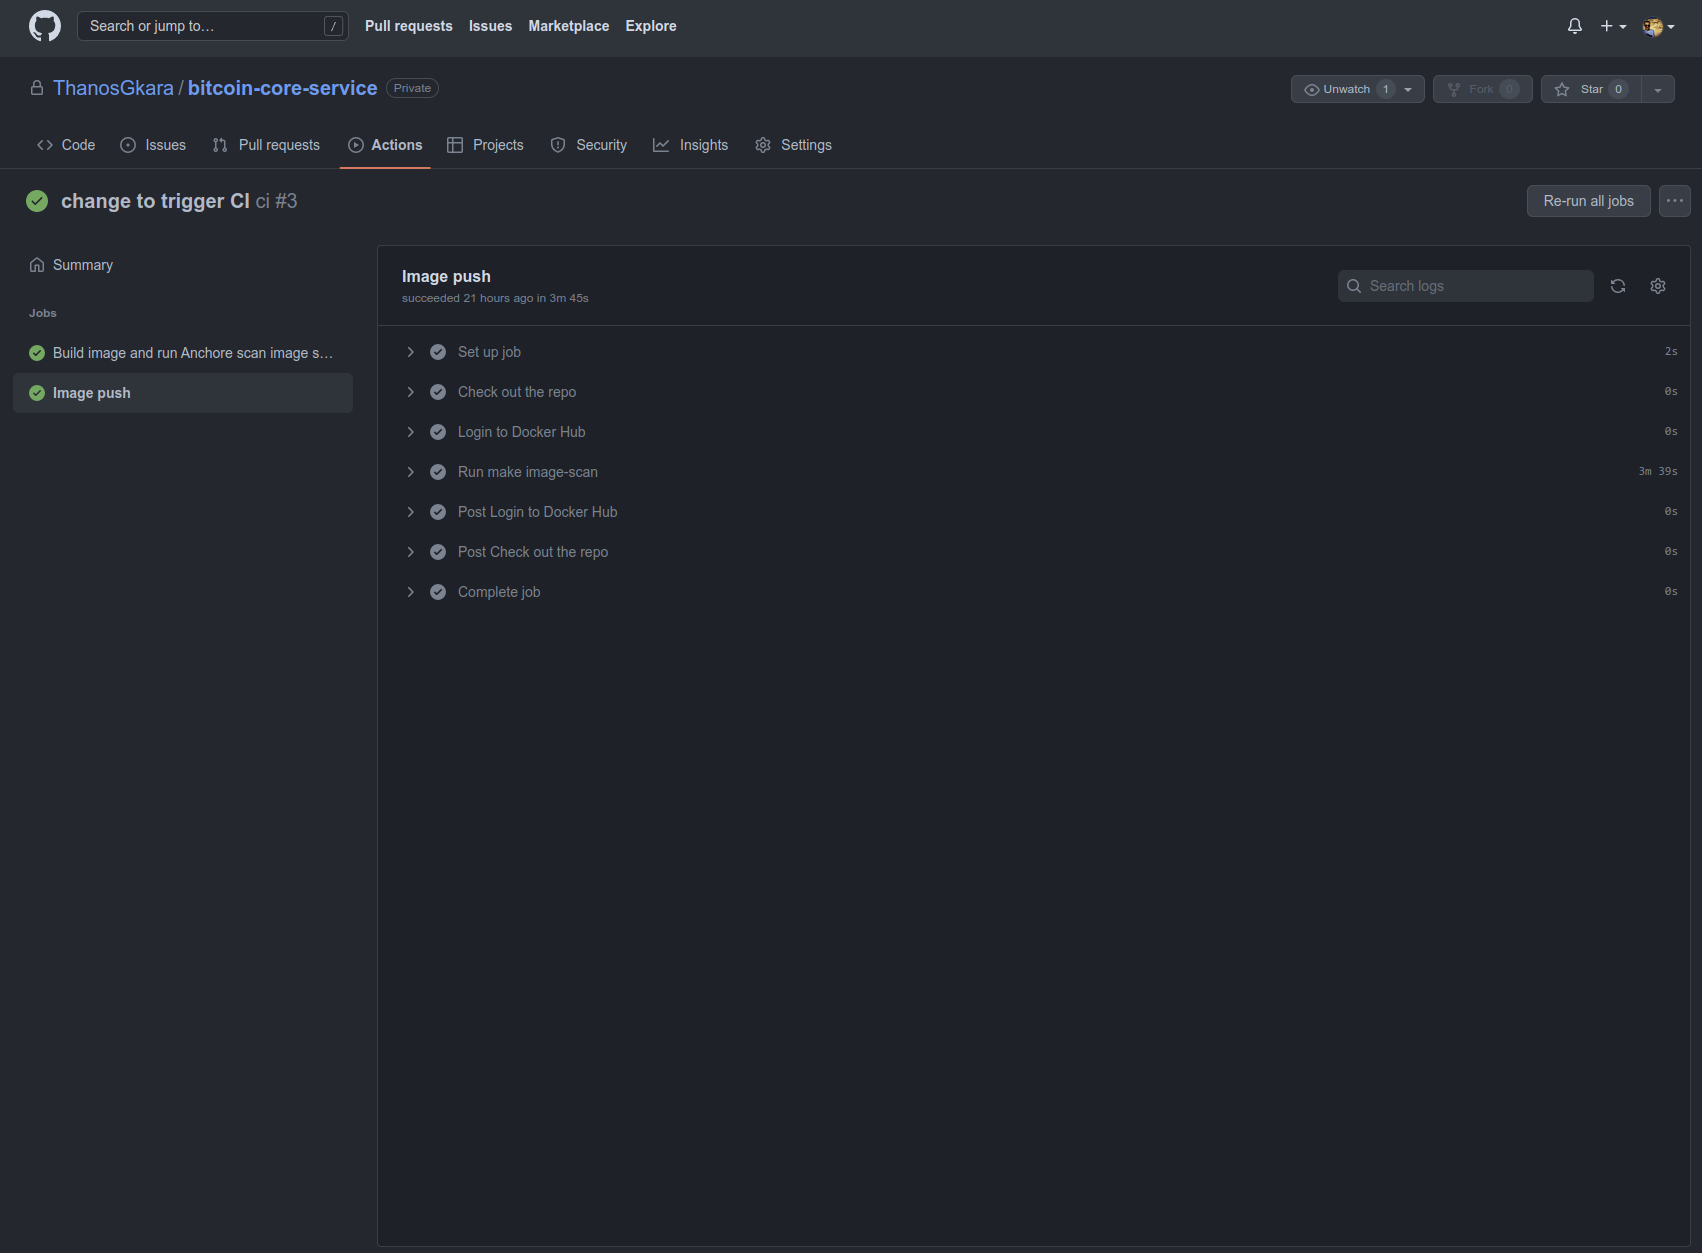 Search or jump to… / Pull requests Issues Marketplace Explore
ThanosGkara / bitcoin-core-service Private Unwatch 1 Fork 0 Star 0
Code Issues Pull requests Actions Projects Security Insights Settings
change to trigger CI ci #3 Re-run all jobs
Summary
Jobs
Build image and run Anchore scan image s…
Image push
Image push
succeeded 21 hours ago in 3m 45s
Search logs
Set up job 2s
Check out the repo 0s
Login to Docker Hub 0s
Run make image-scan 3m 39s
Post Login to Docker Hub 0s
Post Check out the repo 0s
Complete job 0s